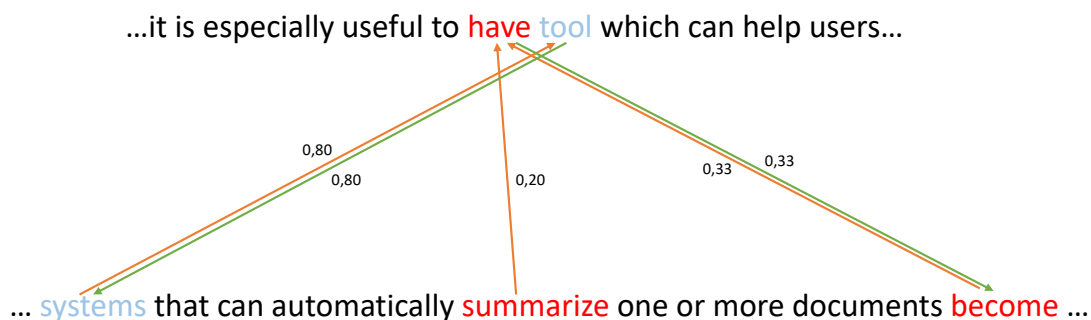 …it is especially useful to have tool which can help users…
0,80
0,80
0,20
0,33
0,33
… systems that can automatically summarize one or more documents become …